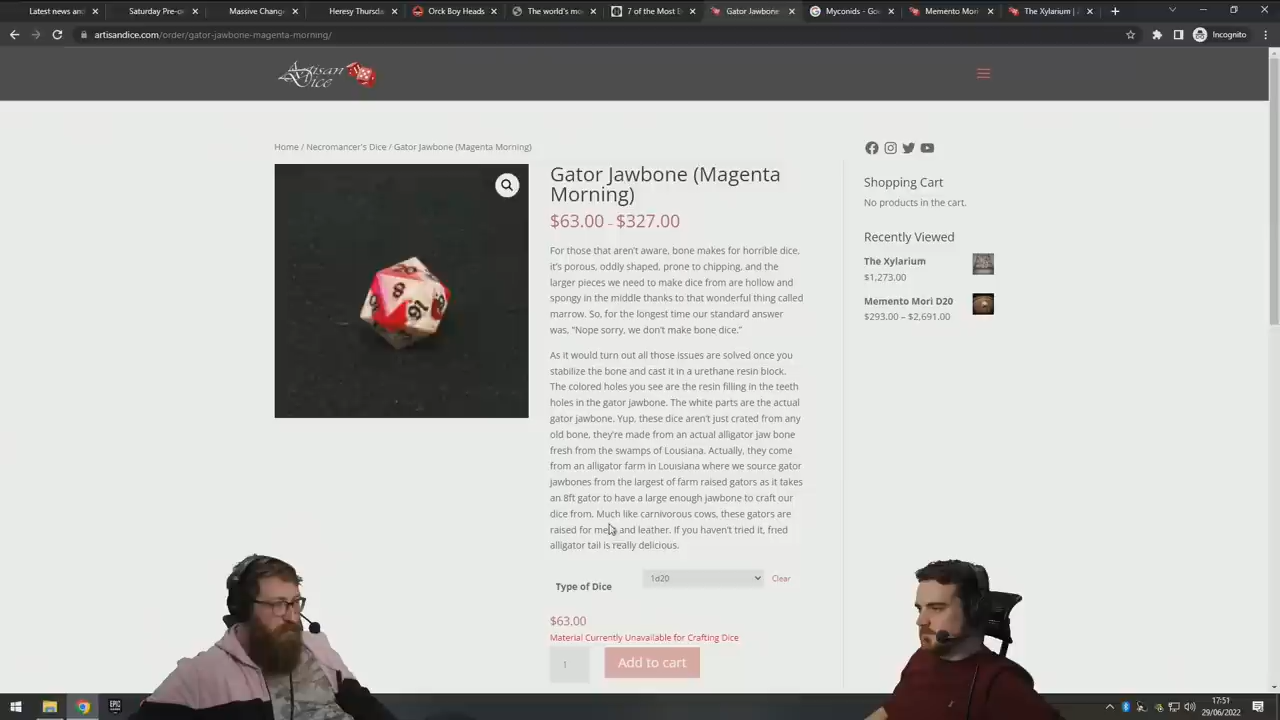 Latest news an
Saturday Press
Massive Chalic
Homeward Dice
Orc Boy Heads
The world's mo
7 of the Most E
Gator Jawbone
Myconids - Mon
Memento Mori
The Xylarium |
artisandice.com/order/gator-jawbone-magenta-morning/
Incognito
Artisan
Dice
Home / Necromancer's Dice / Gator Jawbone (Magenta Morning)
Gator Jawbone (Magenta
Morning)
$63.00 – $327.00
For those that aren't aware, bone makes for horrible dice,
it's porous, oddly shaped, prone to chipping, and the
larger pieces we need to make dice from are hollow and
spongy in the middle thanks to that wonderful thing called
marrow. So, for the longest time our standard answer
was, "Nope sorry, we don't make bone dice."
As it would turn out all those issues are solved once you
stabilize the bone and cast it in a urethane resin block.
The colored holes you see are the resin filling in the teeth
holes in the gator jawbone. The white parts are the actual
gator jawbone. Yup, these dice aren't just crated from any
old bone, they're made from an actual alligator jaw bone
fresh from the swamps of Lousiana. Actually, they come
from an alligator farm in Louisiana where we source gator
jawbones from the largest of farm raised gators as it takes
an 8ft gator to have a large enough jawbone to craft our
dice from. Much like carnivorous cows, these gators are
raised for meat and leather. If you haven't tried it, fried
alligator tail is really delicious.
Type of Dice
1d20
Clear
$63.00
Material Currently Unavailable for Crafting Dice
1
Add to cart
Shopping Cart
No products in the cart.
Recently Viewed
The Xylarium
$1,273.00
Memento Mori D20
$293.00 – $2,691.00
EPIC
17:51
29/06/2022